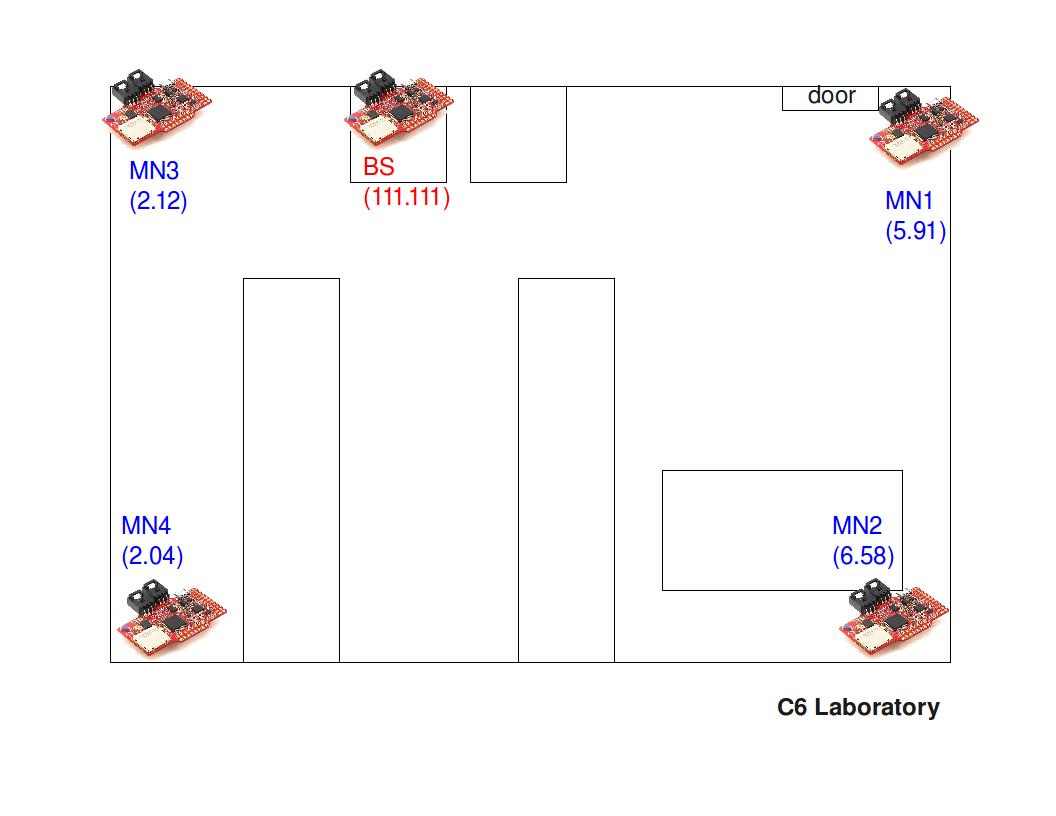 door
MN3
(2.12)
BS
(111.111)
MN1
(5.91)
MN4
(2.04)
MN2
(6.58)
C6 Laboratory